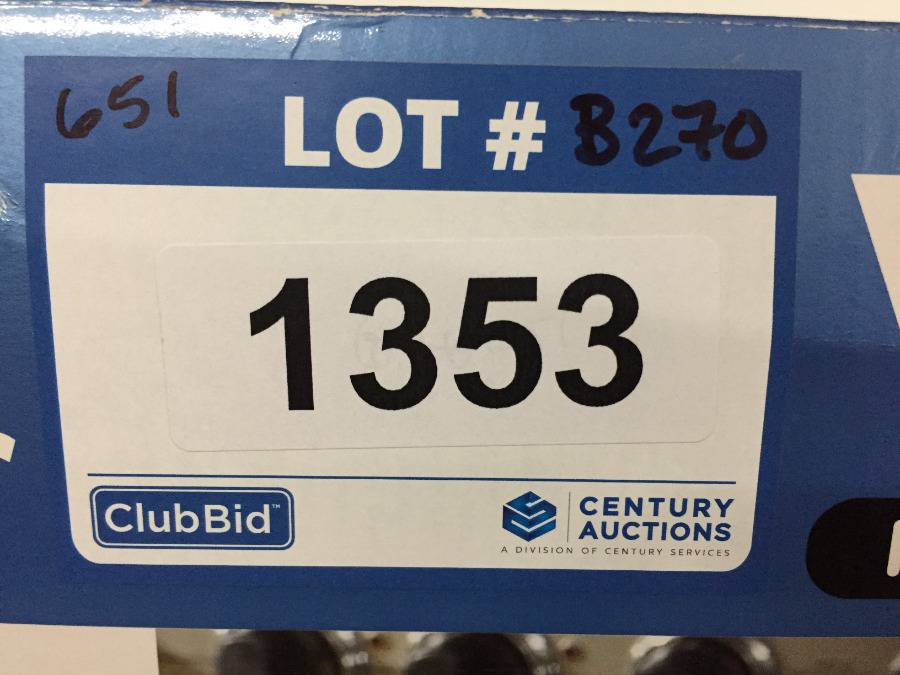 651 LOT # B270
1353
ClubBid™
CENTURY
AUCTIONS
A DIVISION OF CENTURY SERVICES